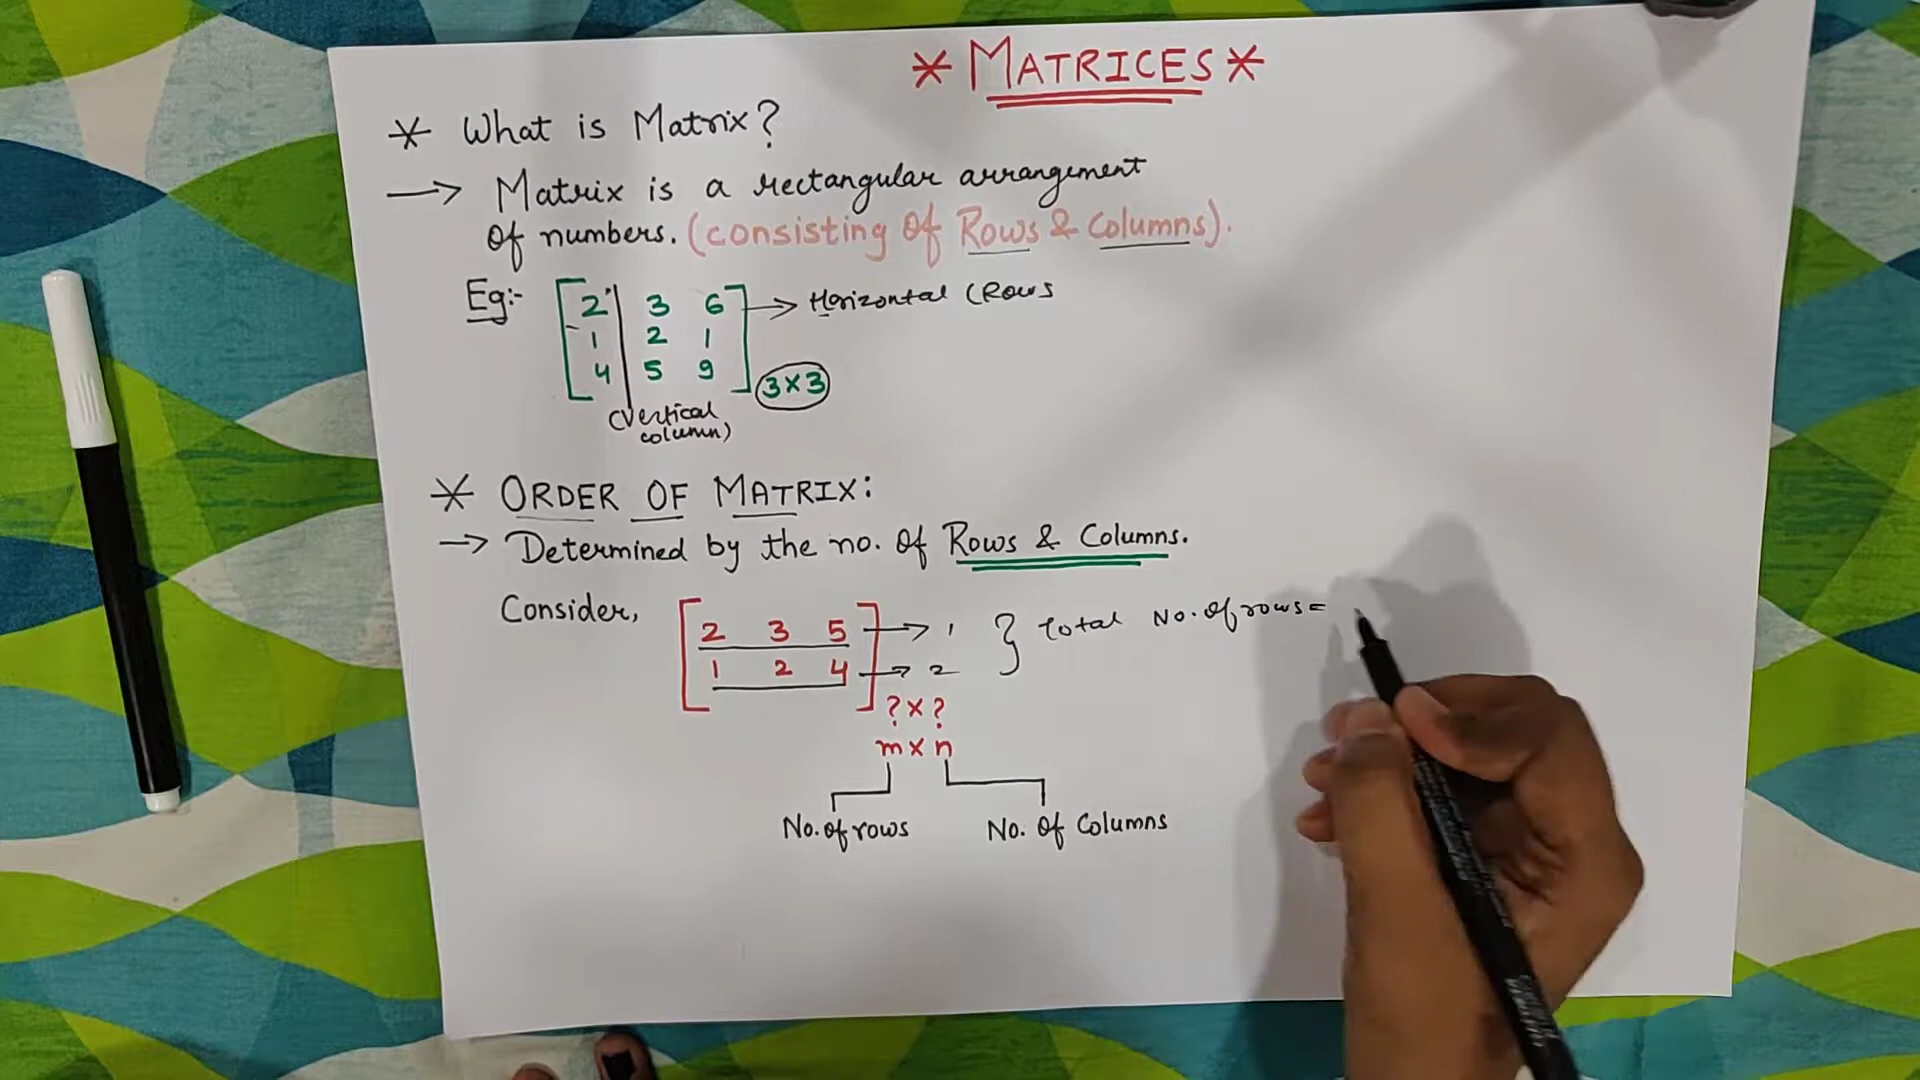 * MATRICES *
* What is Matrix?
→ Matrix is a rectangular arrangement
of numbers. (consisting of Rows & Columns).
Eg:- [2 3 6] → Horizontal (Rows
1 2 1
4 5 9 3×3
(Vertical
column)
* ORDER OF MATRIX:
→ Determined by the no. of Rows & Columns.
Consider, [2 3 5] → 1 } total No. of rows =
1 2 4 → 2
? × ?
m × n
No. of rows No. of Columns